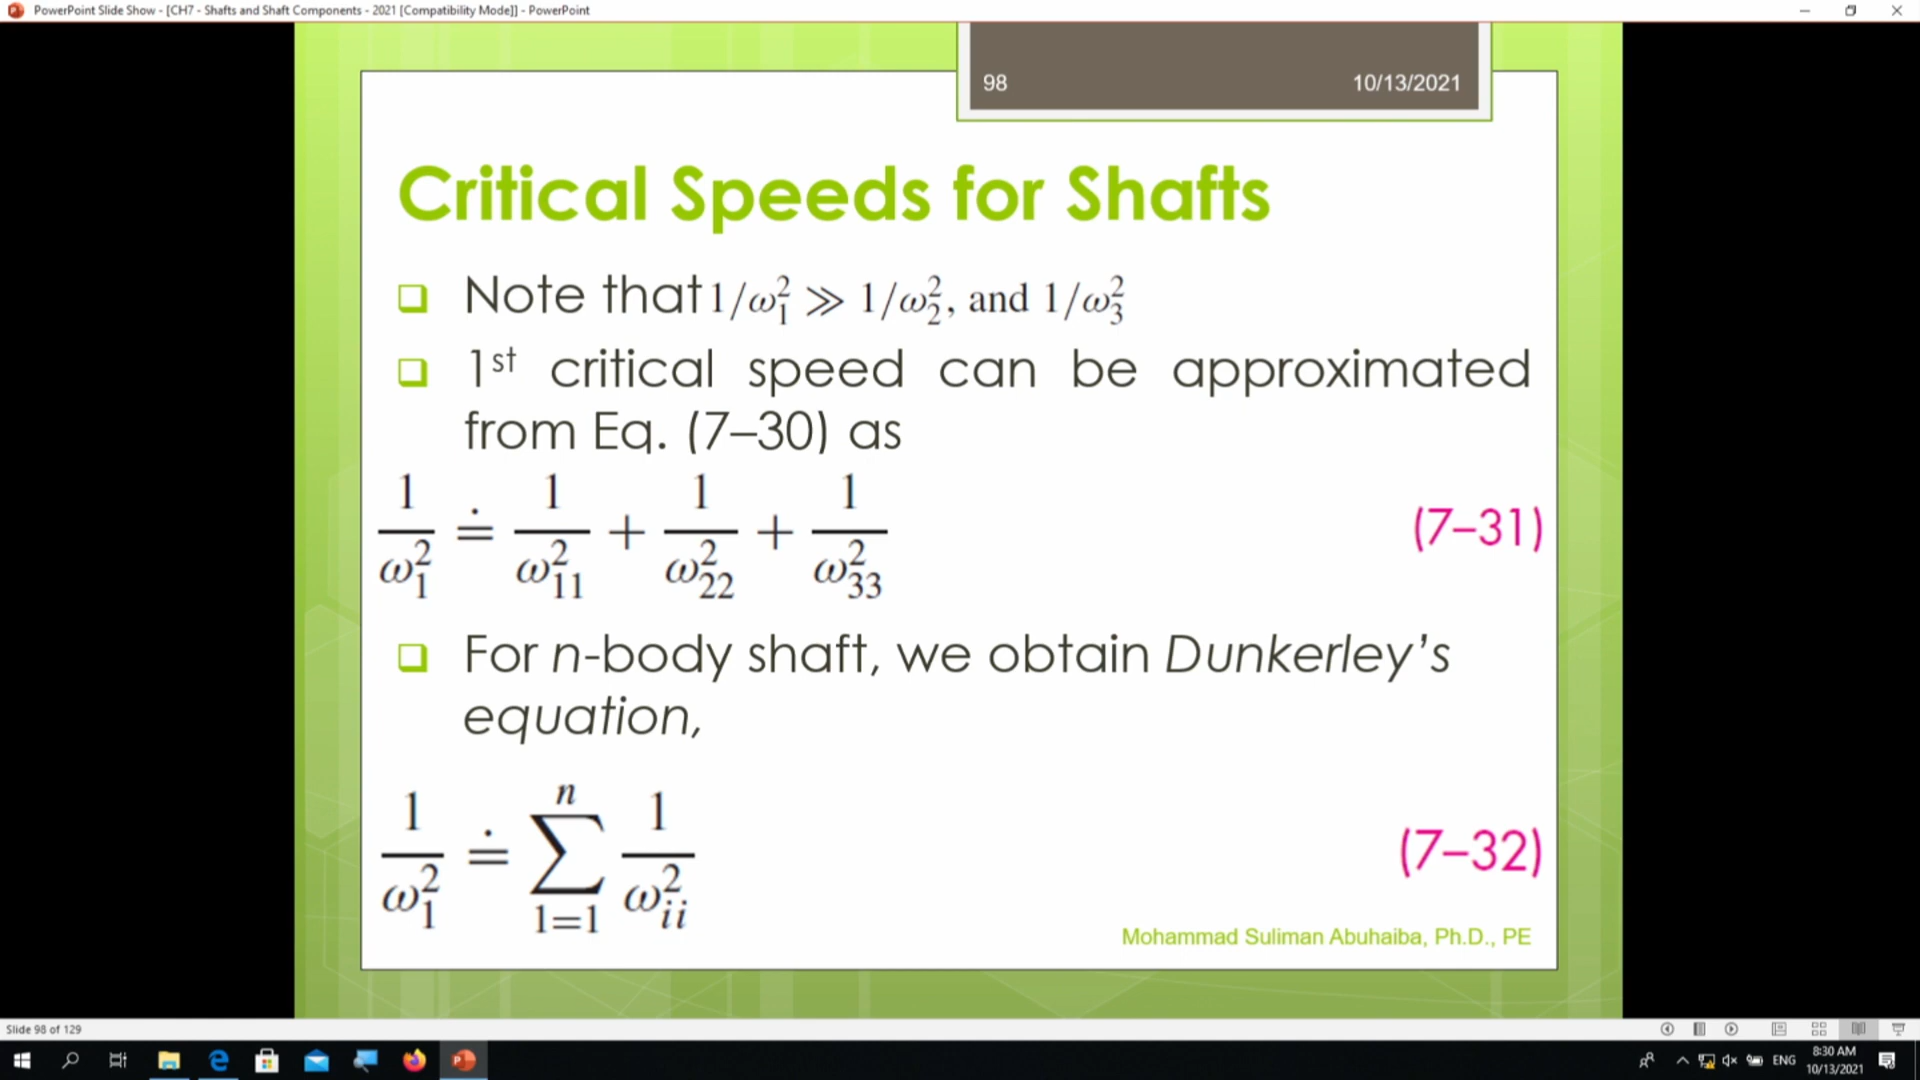 PowerPoint Slide Show - [CH7 - Shafts and Shaft Components - 2021 [Compatibility Mode]] - PowerPoint
98 10/13/2021
Critical Speeds for Shafts
Note that 1/ω₁² ≫ 1/ω₂², and 1/ω₃²
1st critical speed can be approximated
from Eq. (7–30) as
1/ω₁² ≐ 1/ω₁₁² + 1/ω₂₂² + 1/ω₃₃² (7–31)
For n-body shaft, we obtain Dunkerley's
equation,
1/ω₁² ≐ ∑ₗ₌₁ⁿ 1/ωᵢᵢ² (7–32)
Mohammad Suliman Abuhaiba, Ph.D., PE
Slide 98 of 129
ENG
8:30 AM
10/13/2021